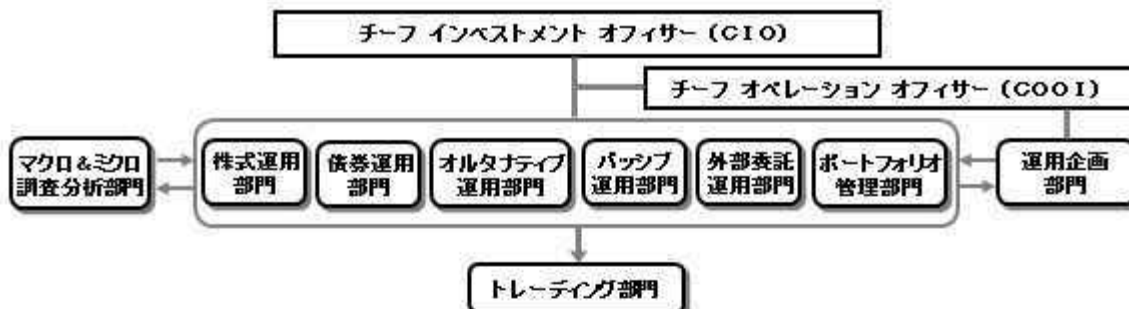 チーフ インベストメント オフィサー (CIO)
チーフ オペレーション オフィサー (COOI)
マクロ&ミクロ
調査分析部門
株式運用
部門
債券運用
部門
オルタナティブ
運用部門
パッシブ
運用部門
外部委託
運用部門
ポートフォリオ
管理部門
運用企画
部門
トレーディング部門